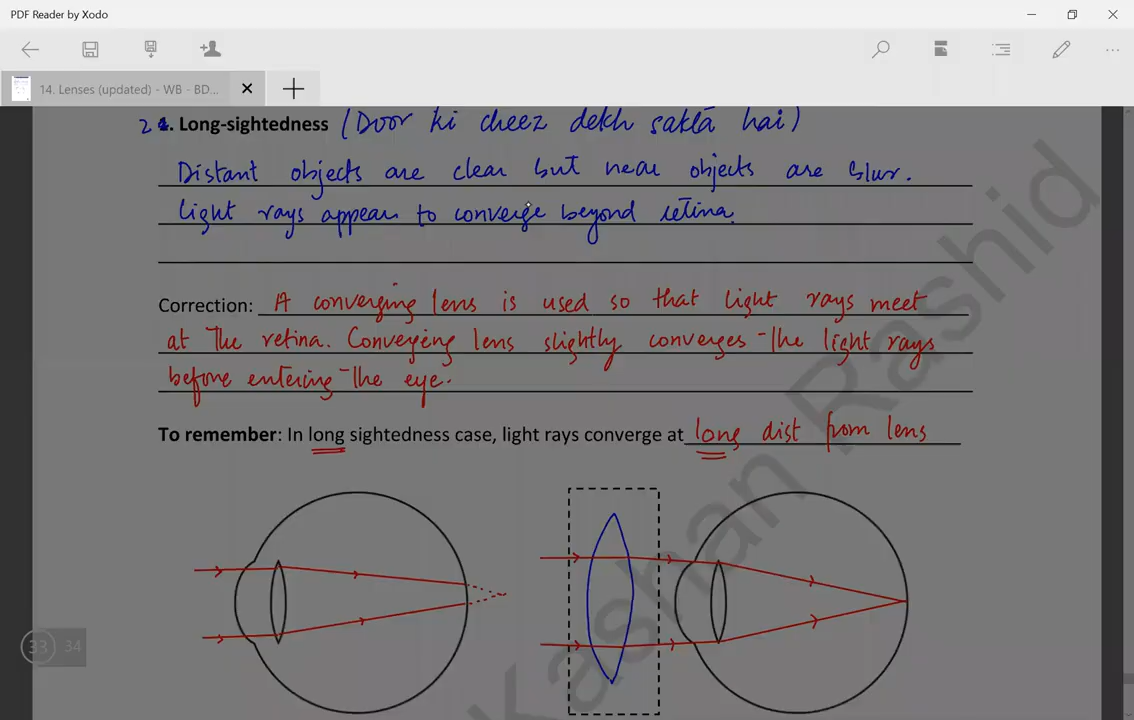 PDF Reader by Xodo
14. Lenses (updated) - WB - BD...
2. Long-sightedness (Door ki cheez dekh saktā hai)
Distant objects are clear but near objects are blur.
light rays appear to converge beyond retina.
Correction: A converging lens is used so that light rays meet
at the retina. Converging lens slightly converges the light rays
before entering the eye.
To remember: In long sightedness case, light rays converge at long dist from lens
Kashan Rashid
33 34